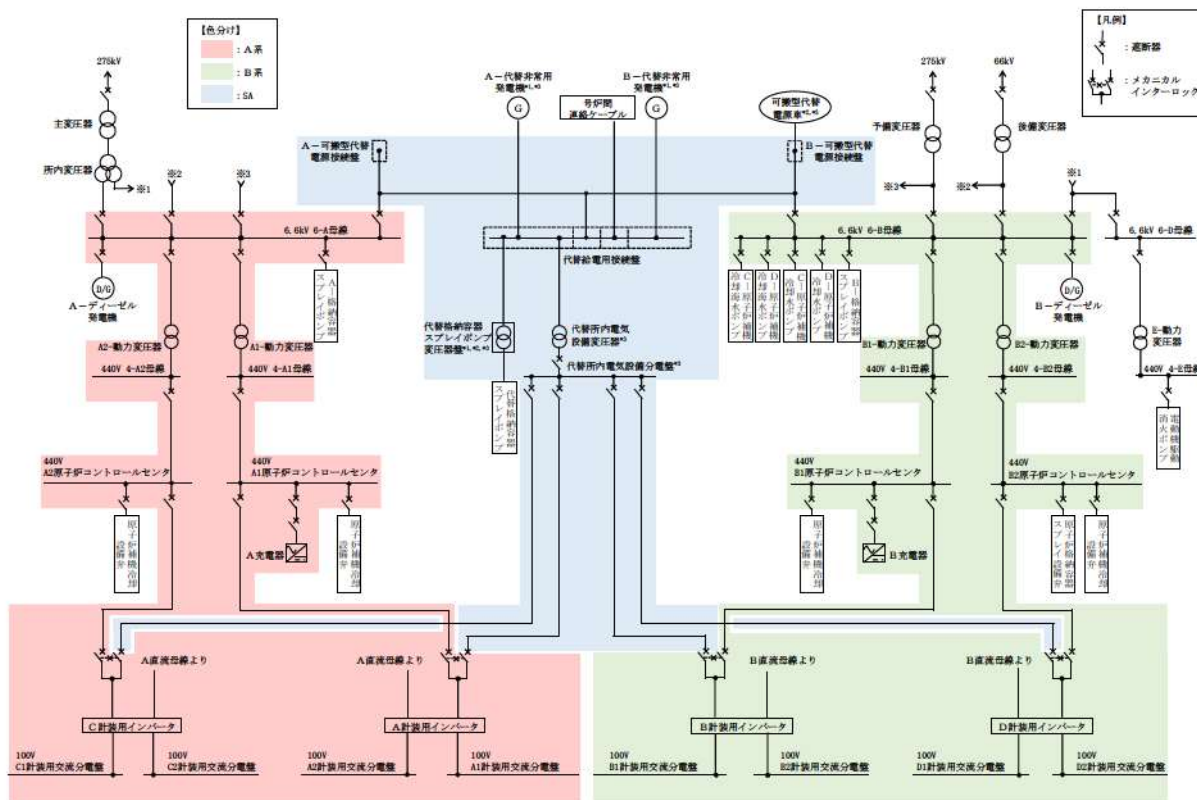 【色分け】
：A系
：B系
：SA
【凡例】
：遮断器
：メカニカル
インターロック
275kV
主変圧器
所内変圧器
※1
※2
※3
A－代替非常用
発電機*1,*3
G
号炉間
連絡ケーブル
B－代替非常用
発電機*1,*3
G
可搬型代替
電源車
A－可搬型代替
電源接続盤
B－可搬型代替
電源接続盤
275kV
66kV
予備変圧器
後備変圧器
※3
※2
※1
6.6kV 6-A母線
代替給電用接続盤
6.6kV 6-B母線
6.6kV 6-D母線
D/G
A－ディーゼル
発電機
A－格納容器
スプレイポンプ
C－原子炉補機
冷却海水ポンプ
D－原子炉補機
冷却海水ポンプ
C－原子炉補機
冷却水ポンプ
D－原子炉補機
冷却水ポンプ
B－格納容器
スプレイポンプ
D/G
B－ディーゼル
発電機
A2-動力変圧器
A1-動力変圧器
代替格納容器
スプレイポンプ
変圧器盤*1,*2,*3
代替所内電気
設備変圧器*3
B1-動力変圧器
B2-動力変圧器
E-動力
変圧器
440V 4-A2母線
440V 4-A1母線
代替所内電気設備分電盤*3
440V 4-B1母線
440V 4-B2母線
440V 4-E母線
代替格納容器
スプレイポンプ
電動機駆動
消火ポンプ
440V
A2原子炉コントロールセンタ
440V
A1原子炉コントロールセンタ
440V
B1原子炉コントロールセンタ
440V
B2原子炉コントロールセンタ
原子炉補機冷却
設備弁
A充電器
原子炉補機冷却
設備弁
原子炉補機冷却
設備弁
B充電器
原子炉格納容器
スプレイ設備弁
原子炉補機冷却
設備弁
A直流母線より
A直流母線より
B直流母線より
B直流母線より
C計装用インバータ
A計装用インバータ
B計装用インバータ
D計装用インバータ
100V
C1計装用交流分電盤
100V
C2計装用交流分電盤
100V
A2計装用交流分電盤
100V
A1計装用交流分電盤
100V
B1計装用交流分電盤
100V
B2計装用交流分電盤
100V
D1計装用交流分電盤
100V
D2計装用交流分電盤